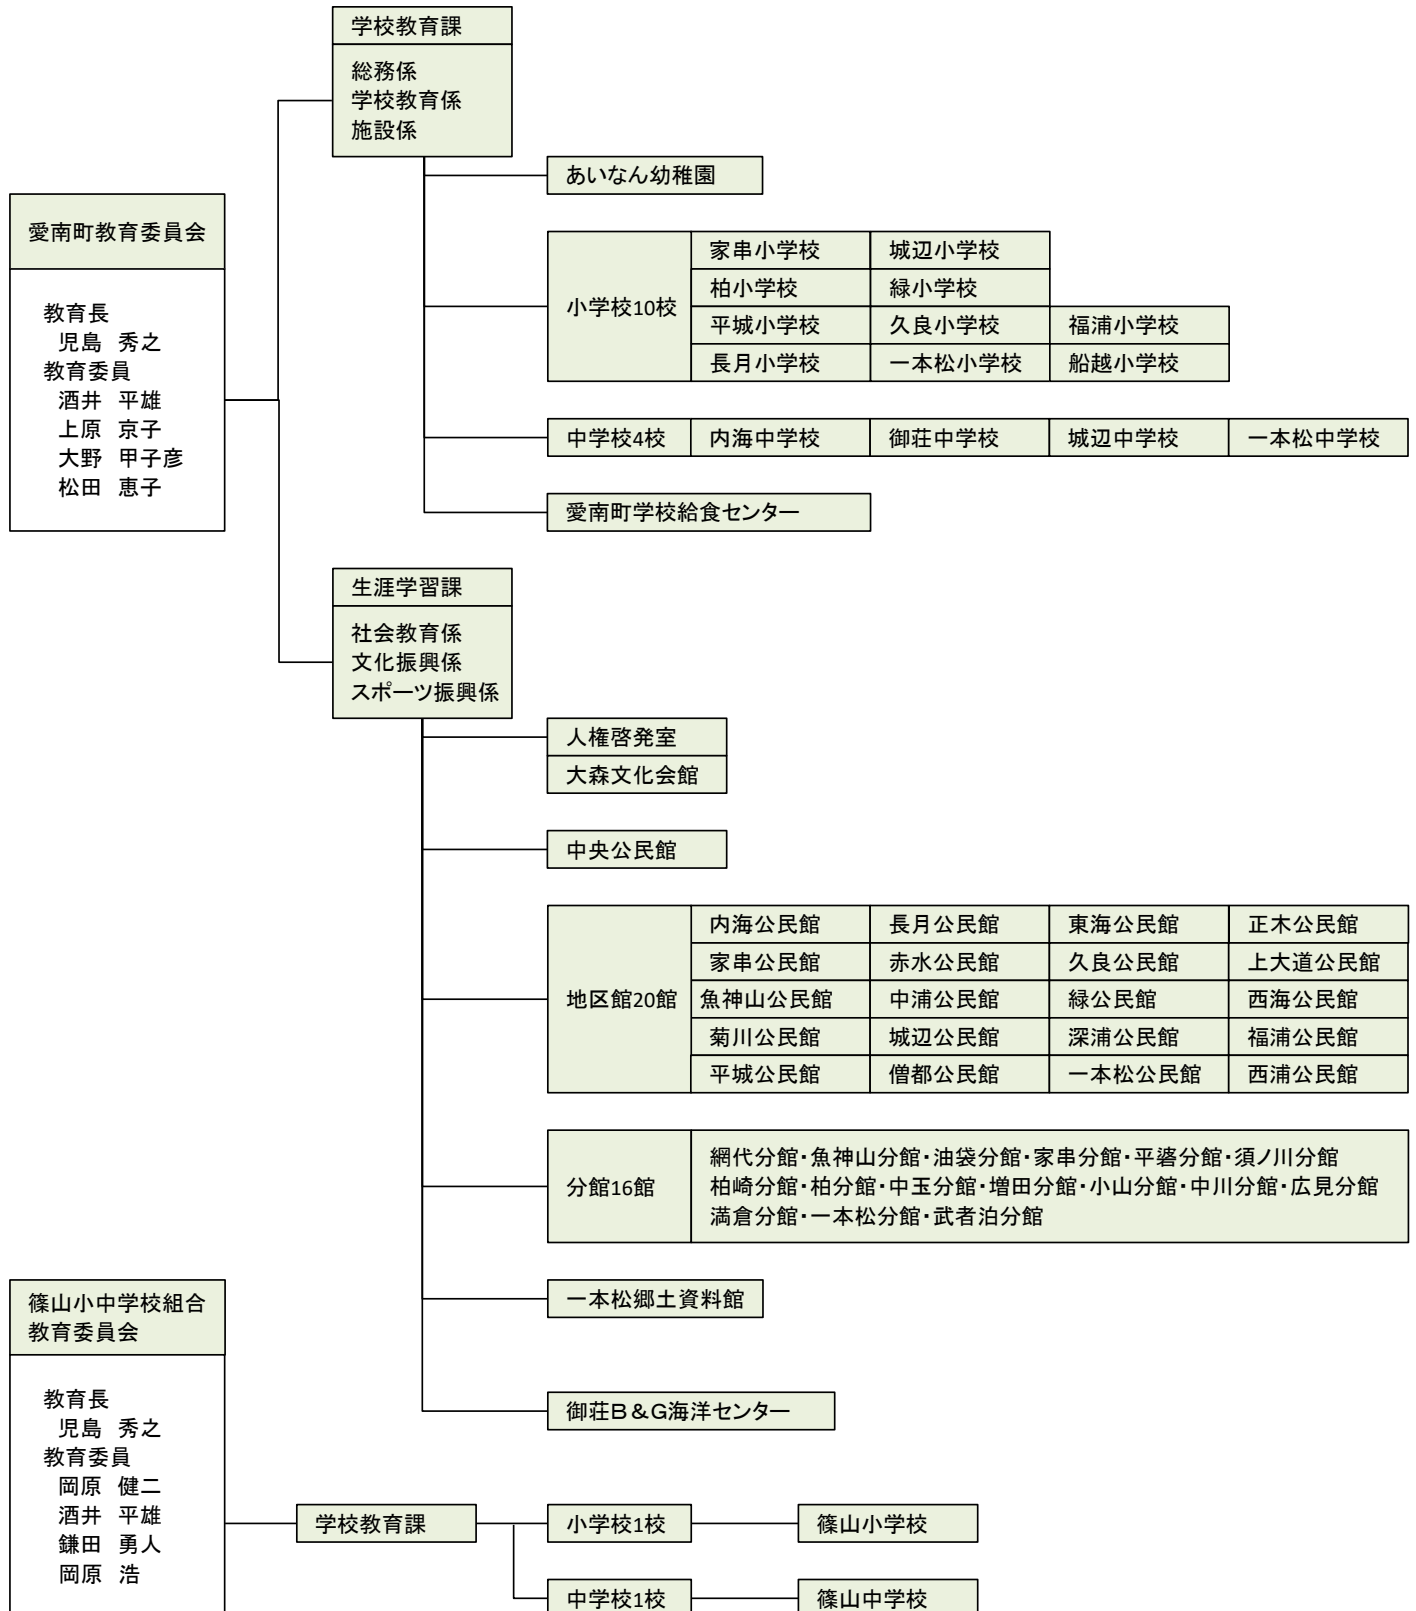 学校教育課
総務係
学校教育係
施設係
あいなん幼稚園
愛南町教育委員会
教育長
児島 秀之
教育委員
酒井 平雄
上原 京子
大野 甲子彦
松田 恵子
小学校10校
家串小学校 城辺小学校
柏小学校 緑小学校
平城小学校 久良小学校 福浦小学校
長月小学校 一本松小学校 船越小学校
中学校4校 内海中学校 御荘中学校 城辺中学校 一本松中学校
愛南町学校給食センター
生涯学習課
社会教育係
文化振興係
スポーツ振興係
人権啓発室
大森文化会館
中央公民館
地区館20館
内海公民館 長月公民館 東海公民館 正木公民館
家串公民館 赤水公民館 久良公民館 上大道公民館
魚神山公民館 中浦公民館 緑公民館 西海公民館
菊川公民館 城辺公民館 深浦公民館 福浦公民館
平城公民館 僧都公民館 一本松公民館 西浦公民館
分館16館
網代分館・魚神山分館・油袋分館・家串分館・平碆分館・須ノ川分館
柏崎分館・柏分館・中玉分館・増田分館・小山分館・中川分館・広見分館
満倉分館・一本松分館・武者泊分館
一本松郷土資料館
御荘B&G海洋センター
篠山小中学校組合
教育委員会
教育長
児島 秀之
教育委員
岡原 健二
酒井 平雄
鎌田 勇人
岡原 浩
学校教育課
小学校1校 篠山小学校
中学校1校 篠山中学校